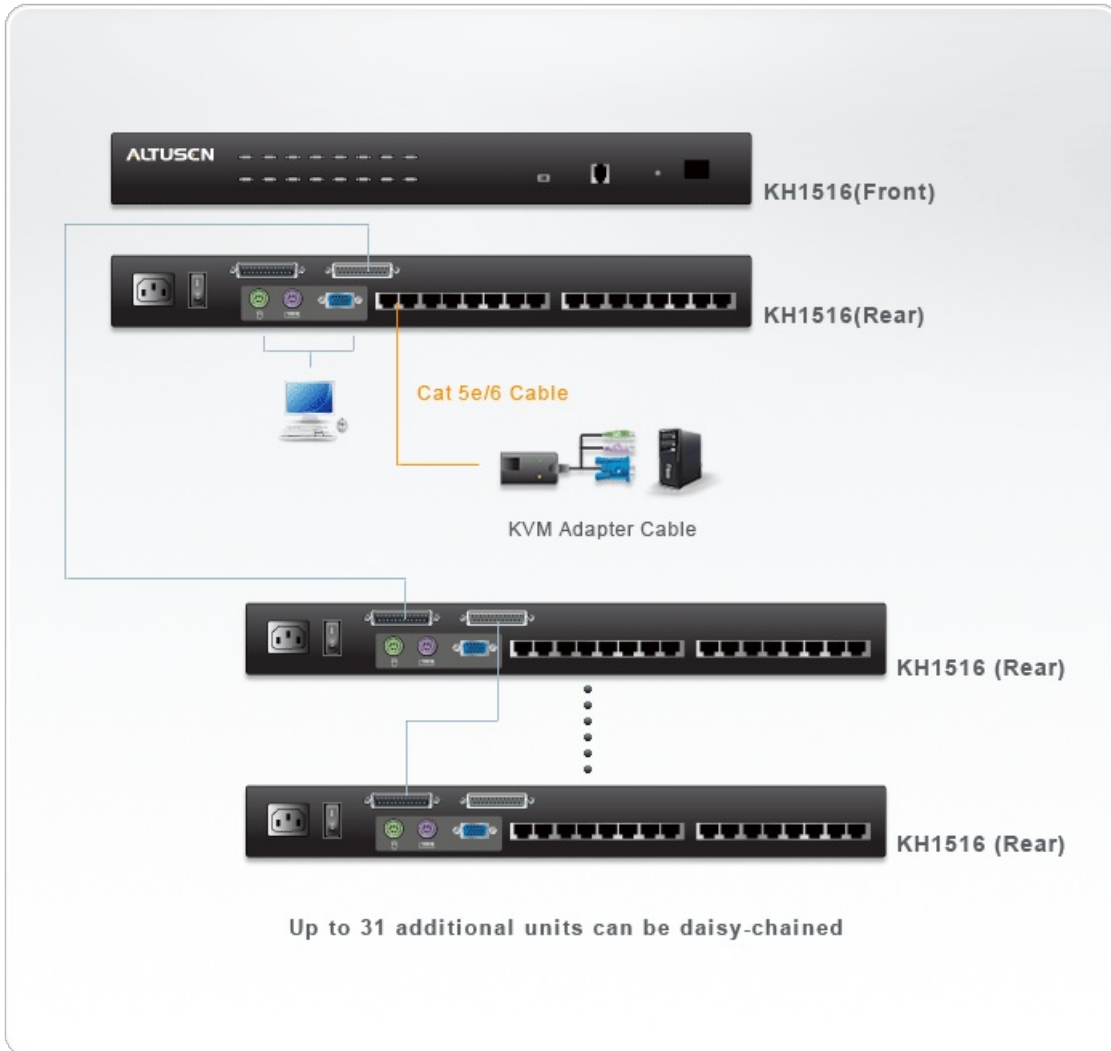 ALTUSCN
KH1516(Front)
KH1516(Rear)
Cat 5e/6 Cable
KVM Adapter Cable
KH1516 (Rear)
KH1516 (Rear)
Up to 31 additional units can be daisy-chained